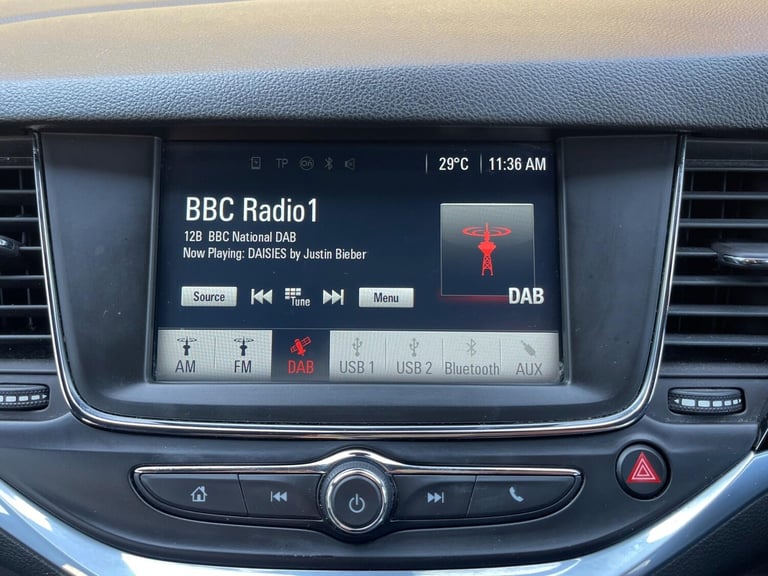 TP
29°C
11:36 AM
BBC Radio1
12B BBC National DAB
Now Playing: DAISIES by Justin Bieber
Source
Tune
Menu
DAB
AM
FM
DAB
USB 1
USB 2
Bluetooth
AUX